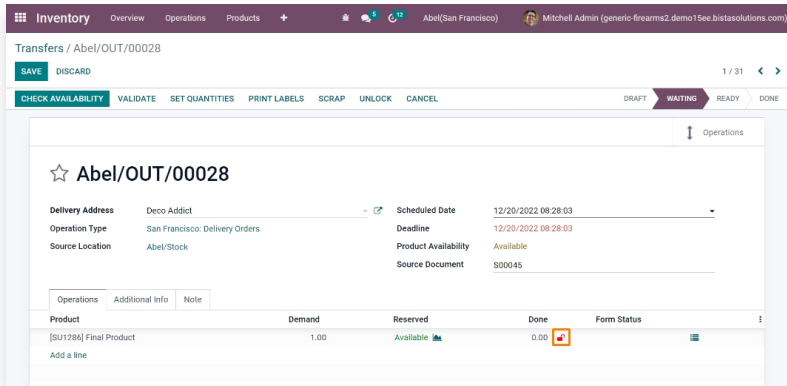 Inventory Overview Operations Products + 5 12 Abel(San Francisco) Mitchell Admin (generic-firearms2.demo15ee.bistasolutions.com)
Transfers / Abel/OUT/00028
SAVE DISCARD 1 / 31
CHECK AVAILABILITY VALIDATE SET QUANTITIES PRINT LABELS SCRAP UNLOCK CANCEL DRAFT WAITING READY DONE
Operations
Abel/OUT/00028
Delivery Address Deco Addict Scheduled Date 12/20/2022 08:28:03
Operation Type San Francisco: Delivery Orders Deadline 12/20/2022 08:28:03
Source Location Abel/Stock Product Availability Available
Source Document S00045
Operations Additional Info Note
Product Demand Reserved Done Form Status
[SU1286] Final Product 1.00 Available 0.00
Add a line